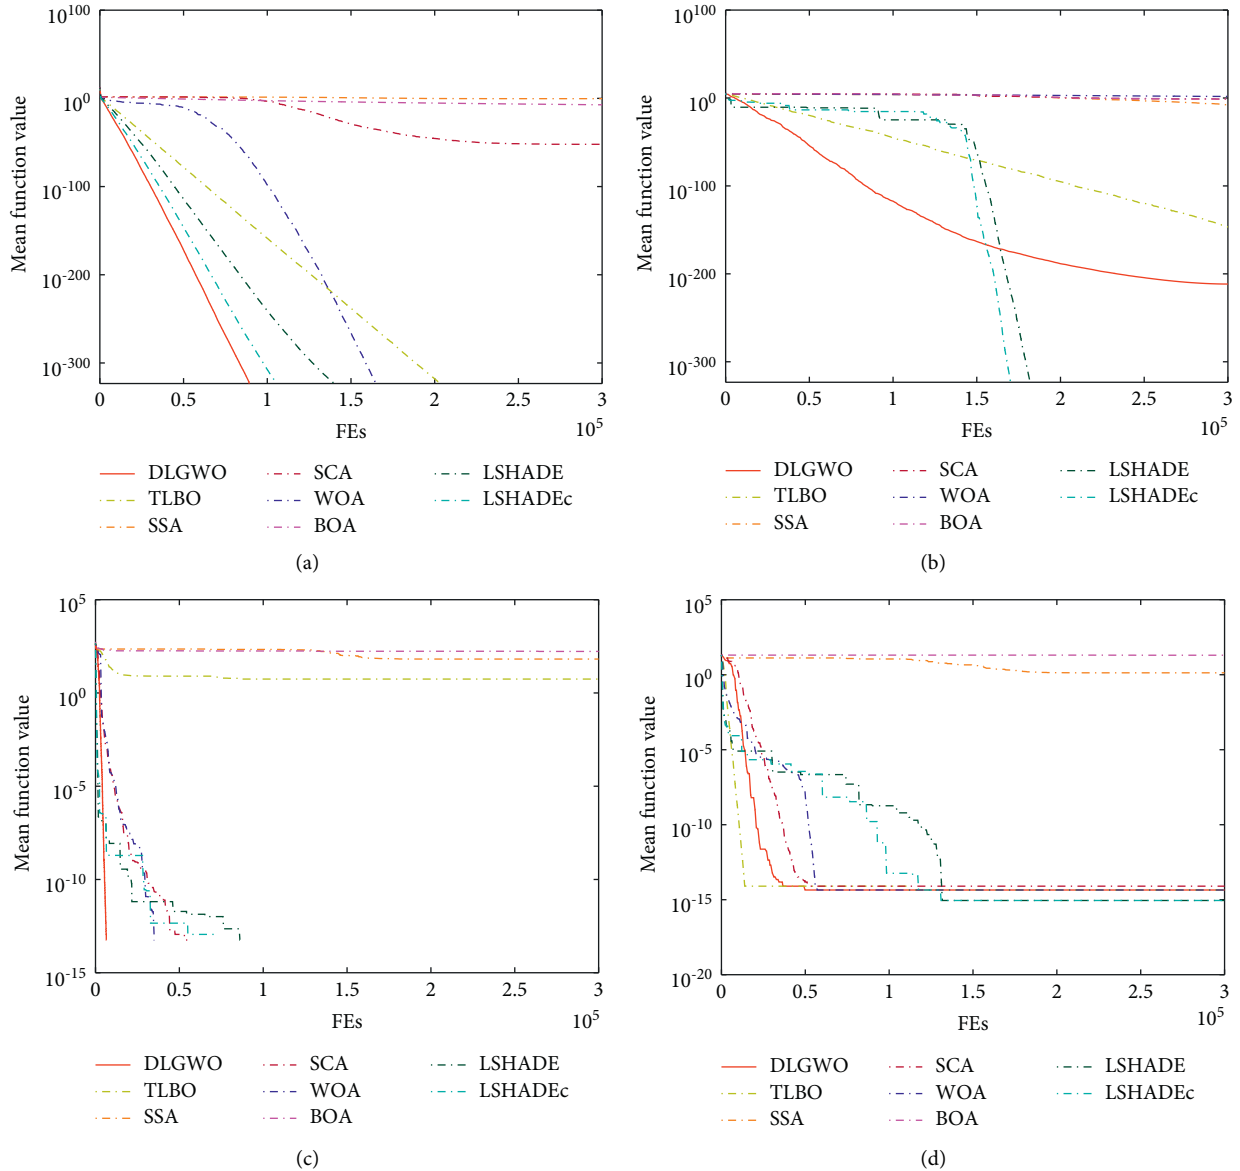 10^100
10^0
10^-100
10^-200
10^-300
Mean function value
0 0.5 1 1.5 2 2.5 3
FEs 10^5
DLGWO SCA LSHADE
TLBO WOA LSHADEc
SSA BOA
(a)
10^100
10^0
10^-100
10^-200
10^-300
Mean function value
0 0.5 1 1.5 2 2.5 3
FEs 10^5
DLGWO SCA LSHADE
TLBO WOA LSHADEc
SSA BOA
(b)
10^5
10^0
10^-5
10^-10
10^-15
Mean function value
0 0.5 1 1.5 2 2.5 3
FEs 10^5
DLGWO SCA LSHADE
TLBO WOA LSHADEc
SSA BOA
(c)
10^5
10^0
10^-5
10^-10
10^-15
10^-20
Mean function value
0 0.5 1 1.5 2 2.5 3
FEs 10^5
DLGWO SCA LSHADE
TLBO WOA LSHADEc
SSA BOA
(d)